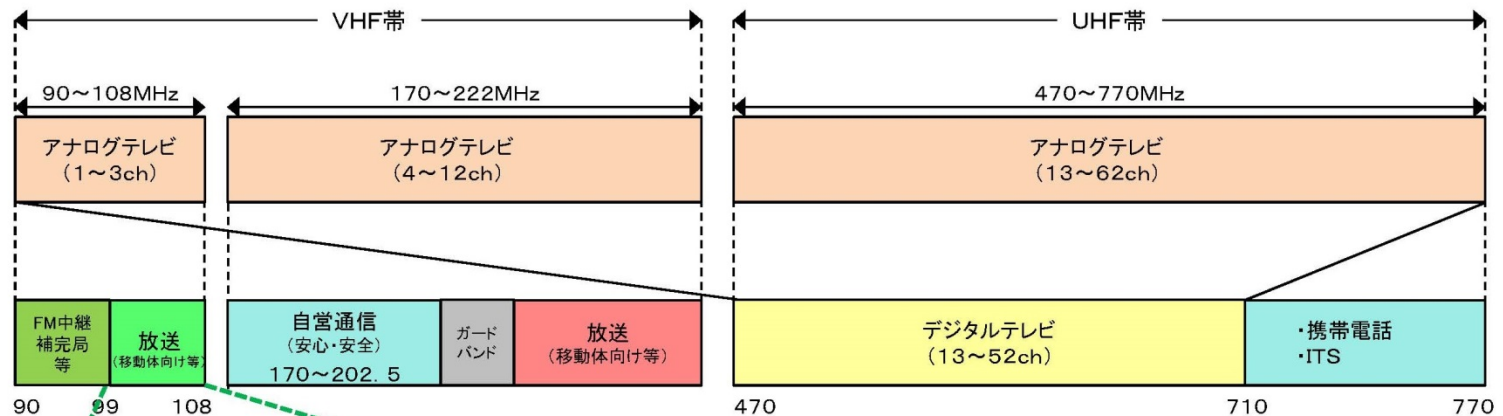 VHF帯
UHF帯
90～108MHz
170～222MHz
470～770MHz
アナログテレビ
(1～3ch)
アナログテレビ
(4～12ch)
アナログテレビ
(13～62ch)
FM中継
補完局
等
放送
(移動体向け等)
自営通信
(安心・安全)
170～202.5
ガード
バンド
放送
(移動体向け等)
デジタルテレビ
(13～52ch)
・携帯電話
・ITS
90
99
108
470
710
770